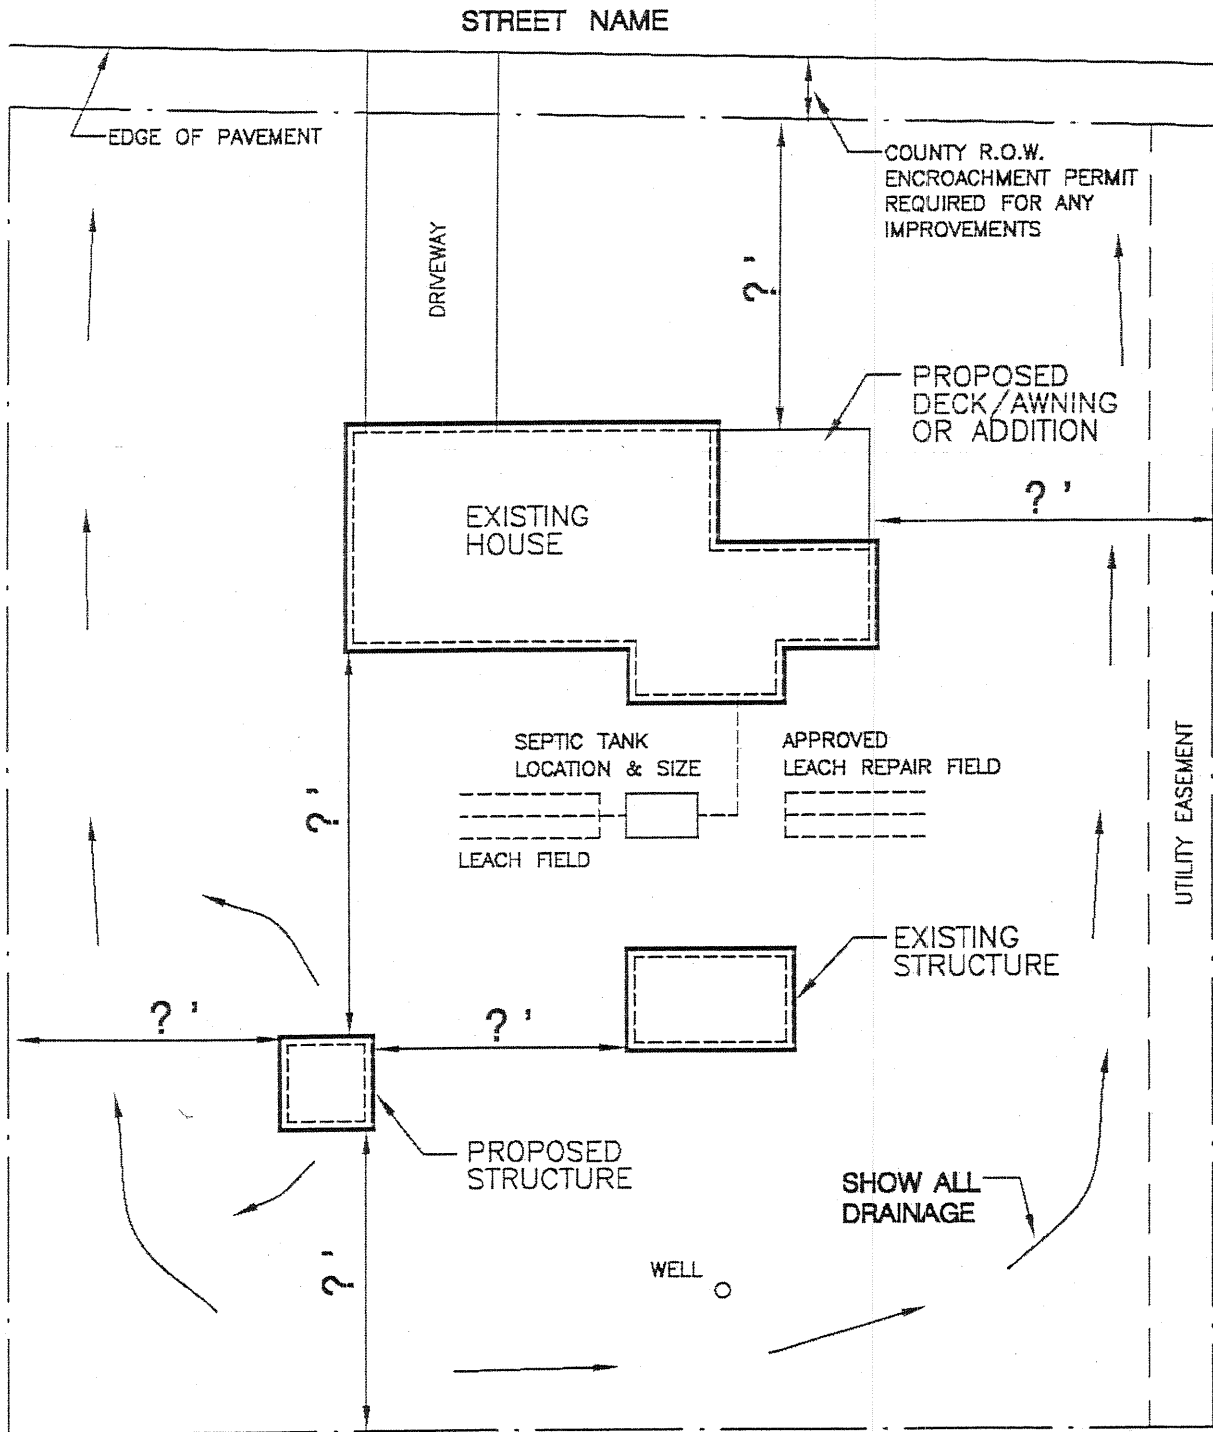 STREET NAME
EDGE OF PAVEMENT
COUNTY R.O.W.
ENCROACHMENT PERMIT
REQUIRED FOR ANY
IMPROVEMENTS
DRIVEWAY
?'
PROPOSED
DECK/AWNING
OR ADDITION
? '
EXISTING
HOUSE
SEPTIC TANK
LOCATION & SIZE
APPROVED
LEACH REPAIR FIELD
UTILITY EASEMENT
?'
LEACH FIELD
EXISTING
STRUCTURE
? '
? '
PROPOSED
STRUCTURE
SHOW ALL
DRAINAGE
?'
WELL